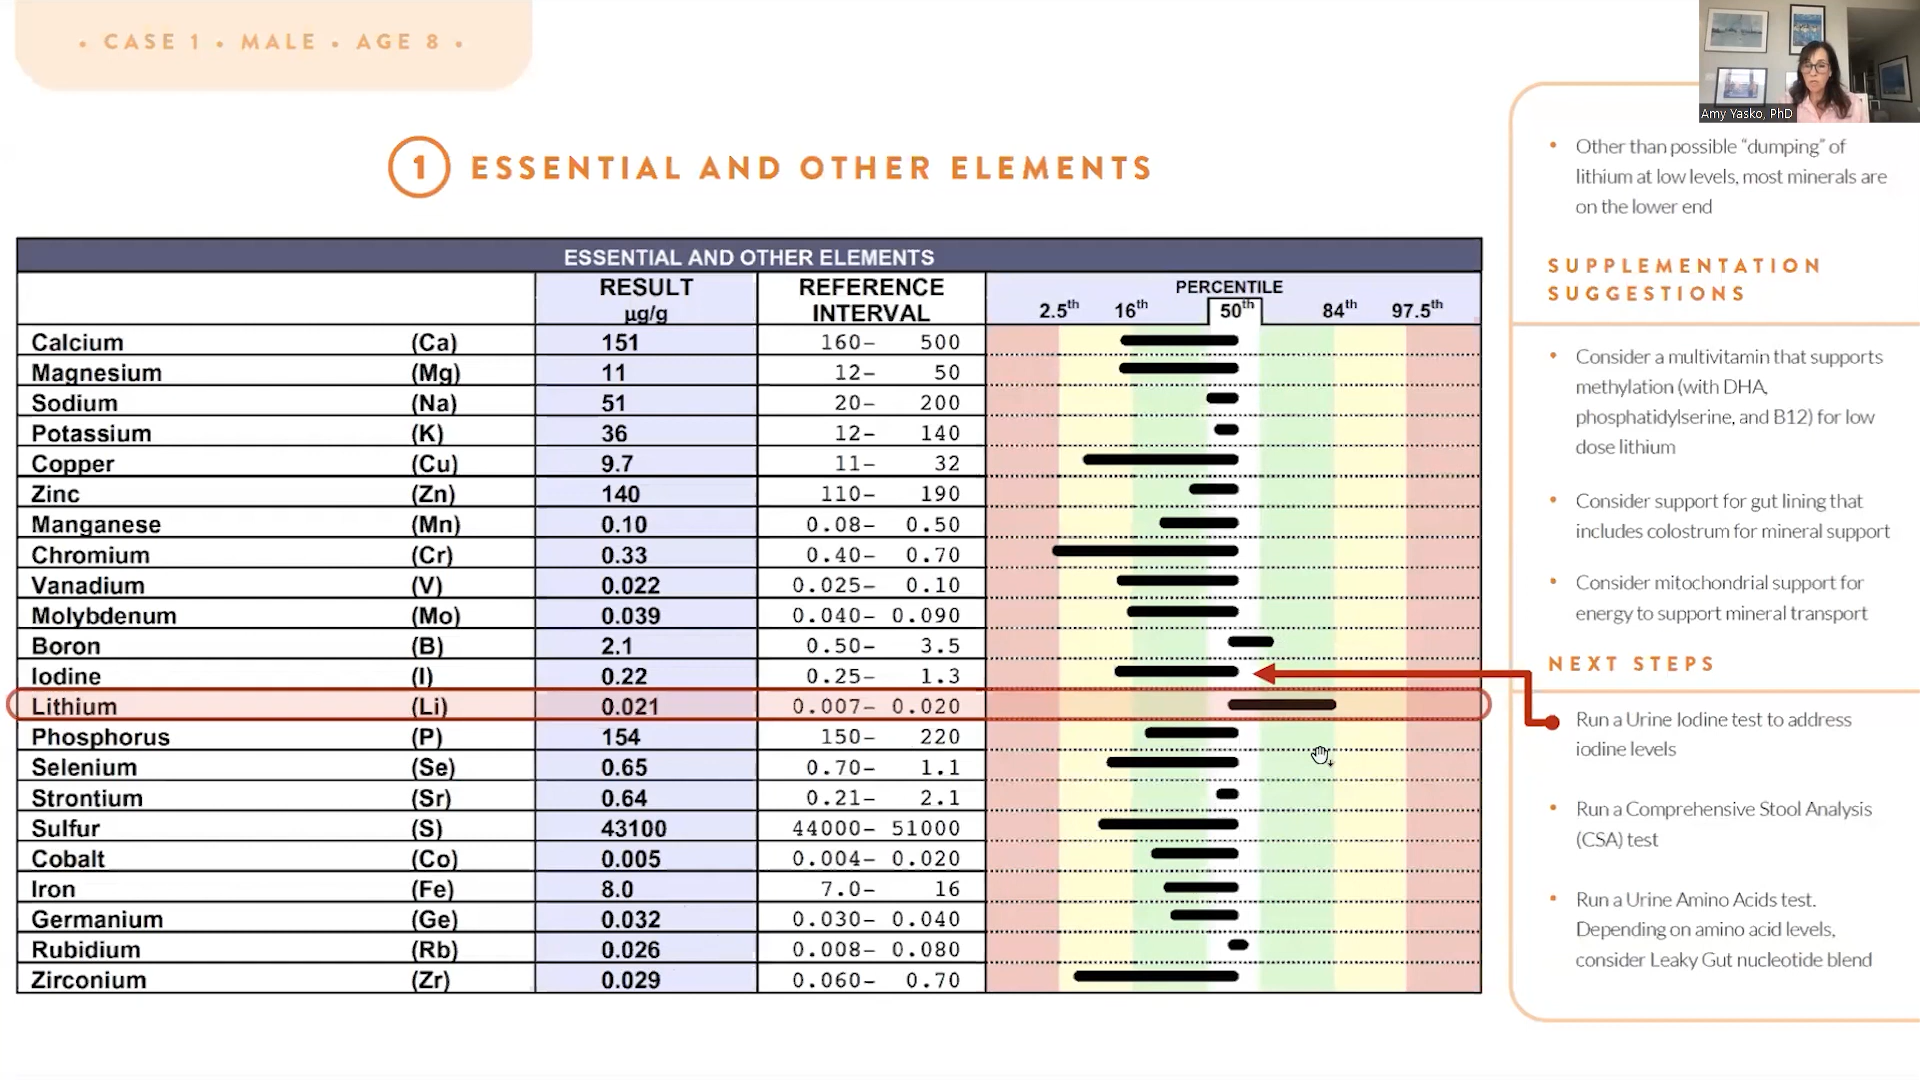 • CASE 1 • MALE • AGE 8 •
Amy Yasko, PhD
1 ESSENTIAL AND OTHER ELEMENTS
ESSENTIAL AND OTHER ELEMENTS
RESULT µg/g REFERENCE INTERVAL PERCENTILE
2.5th 16th 50th 84th 97.5th
Calcium (Ca) 151 160- 500
Magnesium (Mg) 11 12- 50
Sodium (Na) 51 20- 200
Potassium (K) 36 12- 140
Copper (Cu) 9.7 11- 32
Zinc (Zn) 140 110- 190
Manganese (Mn) 0.10 0.08- 0.50
Chromium (Cr) 0.33 0.40- 0.70
Vanadium (V) 0.022 0.025- 0.10
Molybdenum (Mo) 0.039 0.040- 0.090
Boron (B) 2.1 0.50- 3.5
Iodine (I) 0.22 0.25- 1.3
Lithium (Li) 0.021 0.007- 0.020
Phosphorus (P) 154 150- 220
Selenium (Se) 0.65 0.70- 1.1
Strontium (Sr) 0.64 0.21- 2.1
Sulfur (S) 43100 44000- 51000
Cobalt (Co) 0.005 0.004- 0.020
Iron (Fe) 8.0 7.0- 16
Germanium (Ge) 0.032 0.030- 0.040
Rubidium (Rb) 0.026 0.008- 0.080
Zirconium (Zr) 0.029 0.060- 0.70
• Other than possible “dumping” of
lithium at low levels, most minerals are
on the lower end
SUPPLEMENTATION
SUGGESTIONS
• Consider a multivitamin that supports
methylation (with DHA,
phosphatidylserine, and B12) for low
dose lithium
• Consider support for gut lining that
includes colostrum for mineral support
• Consider mitochondrial support for
energy to support mineral transport
NEXT STEPS
Run a Urine Iodine test to address
iodine levels
• Run a Comprehensive Stool Analysis
(CSA) test
• Run a Urine Amino Acids test.
Depending on amino acid levels,
consider Leaky Gut nucleotide blend